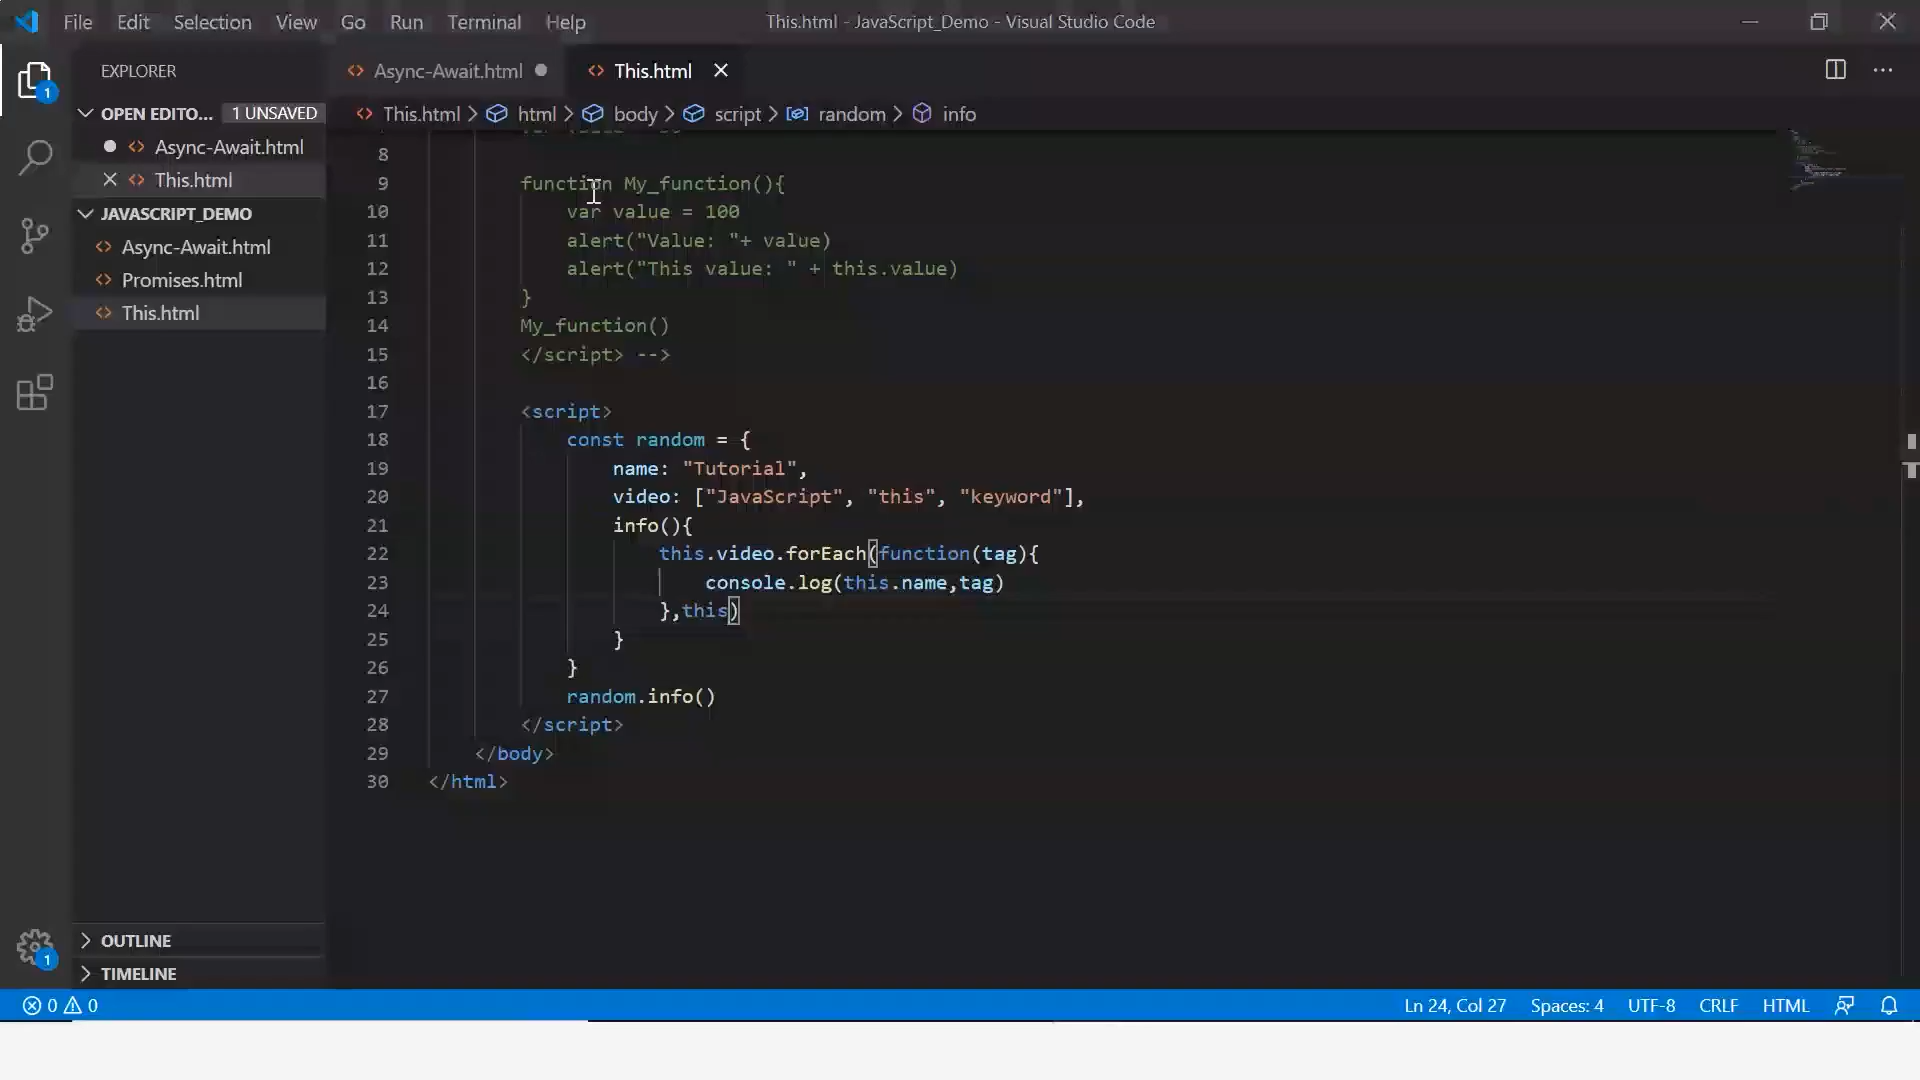 File Edit Selection View Go Run Terminal Help
This.html - JavaScript_Demo - Visual Studio Code
EXPLORER
Async-Await.html
This.html
OPEN EDITO... 1 UNSAVED
This.html > html > body > script > random > info
Async-Await.html
This.html
JAVASCRIPT_DEMO
Async-Await.html
Promises.html
This.html
8
9 function My_function(){
10 var value = 100
11 alert("Value: "+ value)
12 alert("This value: " + this.value)
13 }
14 My_function()
15 </script> -->
16
17 <script>
18 const random = {
19 name: "Tutorial",
20 video: ["JavaScript", "this", "keyword"],
21 info(){
22 this.video.forEach(function(tag){
23 console.log(this.name,tag)
24 },this)
25 }
26 }
27 random.info()
28 </script>
29 </body>
30 </html>
1
1
OUTLINE
TIMELINE
0 0
Ln 24, Col 27 Spaces: 4 UTF-8 CRLF HTML